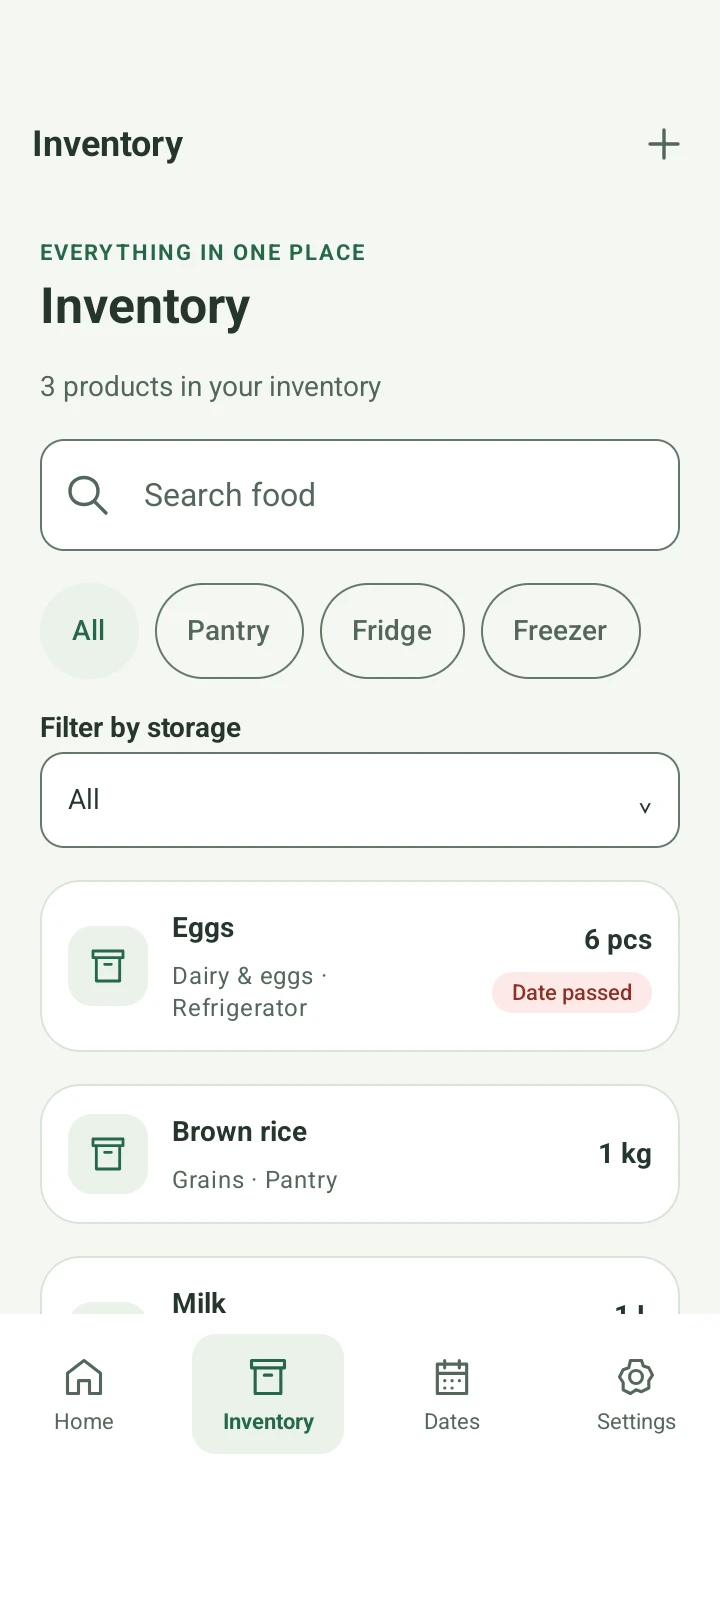 Inventory
EVERYTHING IN ONE PLACE
Inventory
3 products in your inventory
Search food
All
Pantry
Fridge
Freezer
Filter by storage
All
Eggs
Dairy & eggs ·
Refrigerator
6 pcs
Date passed
Brown rice
Grains · Pantry
1 kg
Milk
Home
Inventory
Dates
Settings